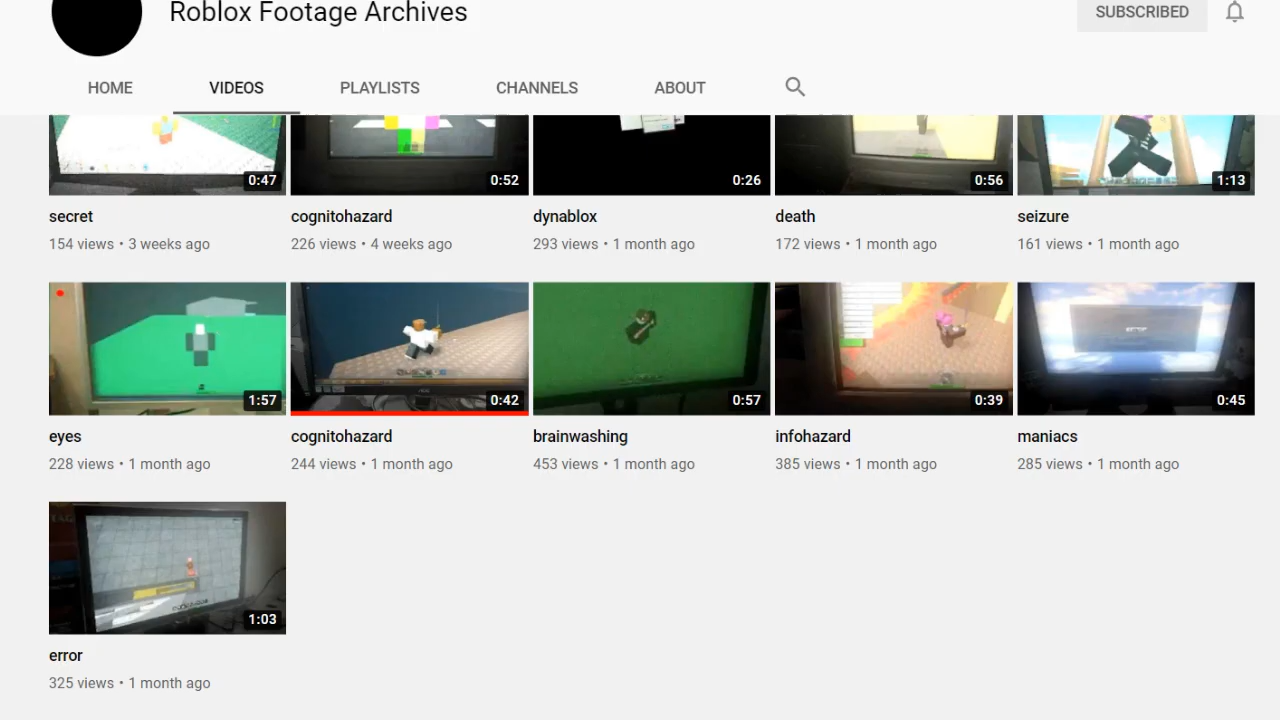 Roblox Footage Archives
SUBSCRIBED
HOME VIDEOS PLAYLISTS CHANNELS ABOUT
0:47 0:52 0:26 0:56 1:13
secret cognitohazard dynablox death seizure
154 views • 3 weeks ago 226 views • 4 weeks ago 293 views • 1 month ago 172 views • 1 month ago 161 views • 1 month ago
1:57 0:42 0:57 0:39 0:45
eyes cognitohazard brainwashing infohazard maniacs
228 views • 1 month ago 244 views • 1 month ago 453 views • 1 month ago 385 views • 1 month ago 285 views • 1 month ago
1:03
error
325 views • 1 month ago